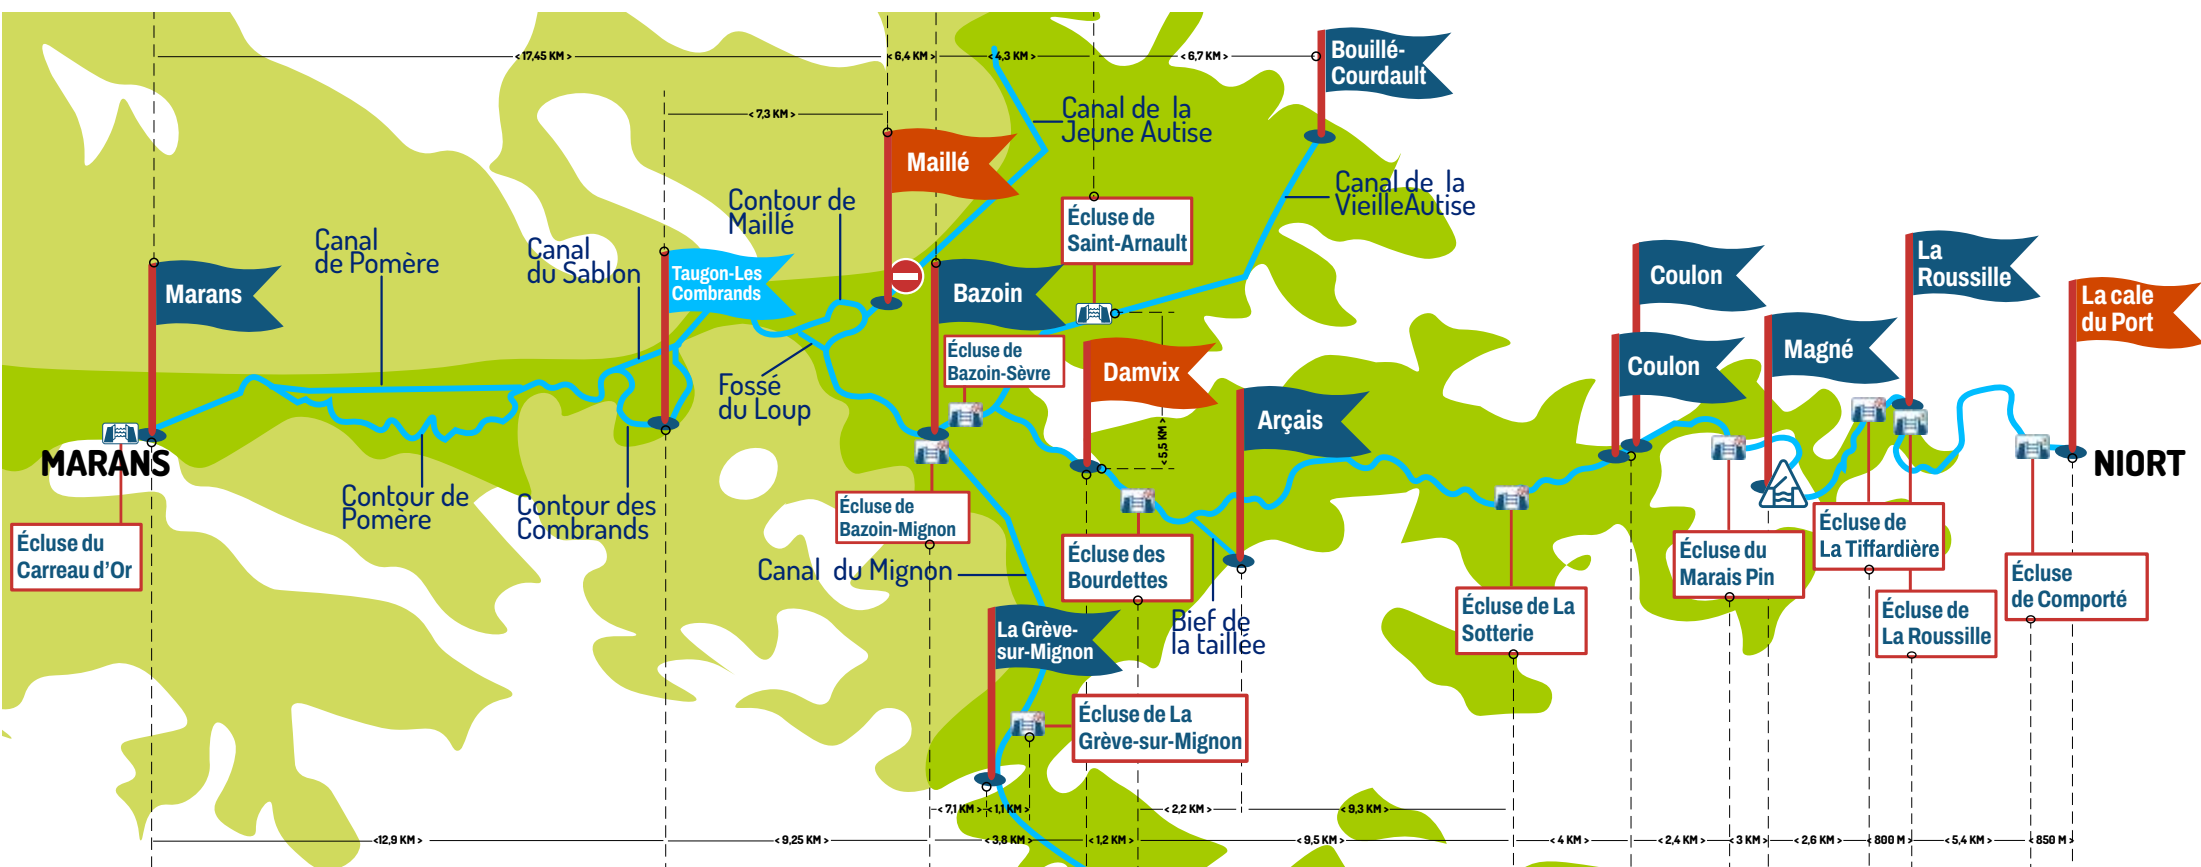 < 17,45 KM >
< 6,4 KM >
< 4,3 KM >
< 6,7 KM >
Bouillé-
Courdault
< 7,3 KM >
Canal de la
Jeune Autise
Maillé
Canal de la
VieilleAutise
Contour de
Maillé
Écluse de
Saint-Arnault
Canal
de Pomère
Canal
du Sablon
Taugon-Les
Combrands
Marans
Bazoin
Coulon
La
Roussille
La cale
du Port
Écluse de
Bazoin-Sèvre
Damvix
Coulon
Magné
Fossé
du Loup
Arçais
< 5,5 KM >
MARANS
NIORT
Contour de
Pomère
Contour des
Combrands
Écluse de
Bazoin-Mignon
Écluse du
Carreau d'Or
Canal du Mignon
Écluse des
Bourdettes
Écluse du
Marais Pin
Écluse de
La Tiffardière
Écluse
de Comporté
Écluse de La
Sotterie
Écluse de
La Roussille
Bief de
la taillée
La Grève-
sur-Mignon
Écluse de La
Grève-sur-Mignon
< 7,1 KM >
< 1,1 KM >
< 2,2 KM >
< 9,3 KM >
<12,9 KM >
< 9,25 KM >
< 3,8 KM >
< 1,2 KM >
< 9,5 KM >
< 4 KM >
< 2,4 KM >
< 3 KM >
< 2,6 KM >
< 800 M >
< 5,4 KM >
< 850 M >